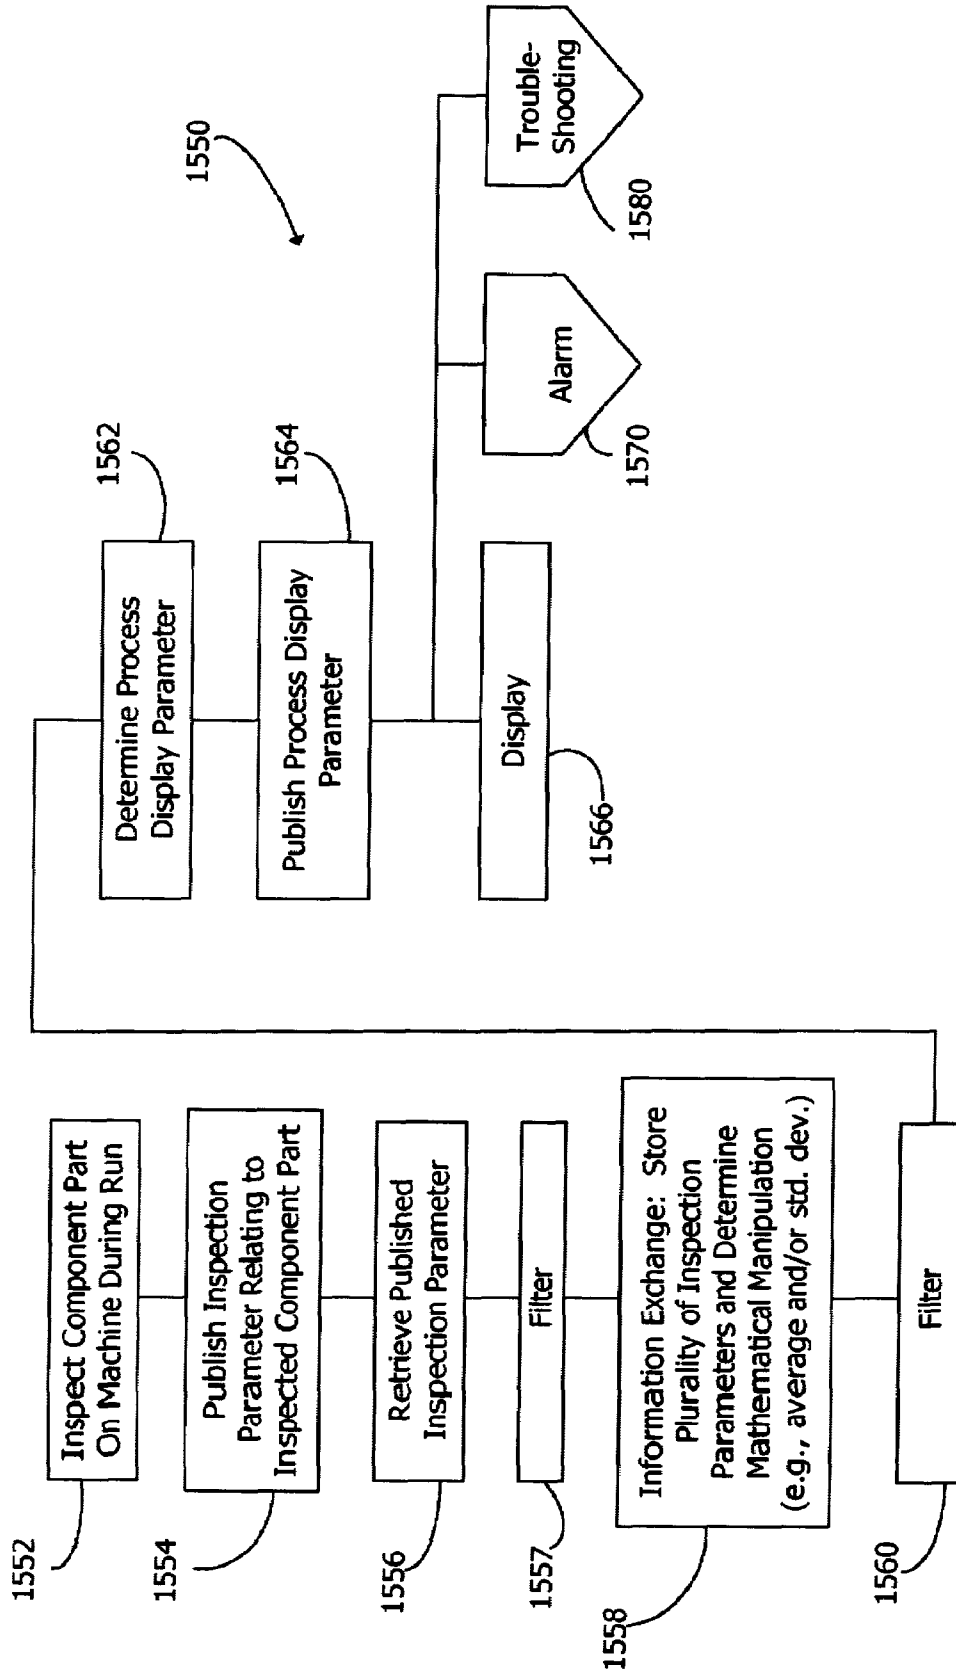 1552
Inspect Component Part
On Machine During Run
1554
Publish Inspection
Parameter Relating to
Inspected Component Part
1556
Retrieve Published
Inspection Parameter
1557
Filter
1558
Information Exchange: Store
Plurality of Inspection
Parameters and Determine
Mathematical Manipulation
(e.g., average and/or std. dev.)
1560
Filter
1562
Determine Process
Display Parameter
1564
Publish Process Display
Parameter
1566
Display
1550
1570
Alarm
1580
Trouble-
Shooting